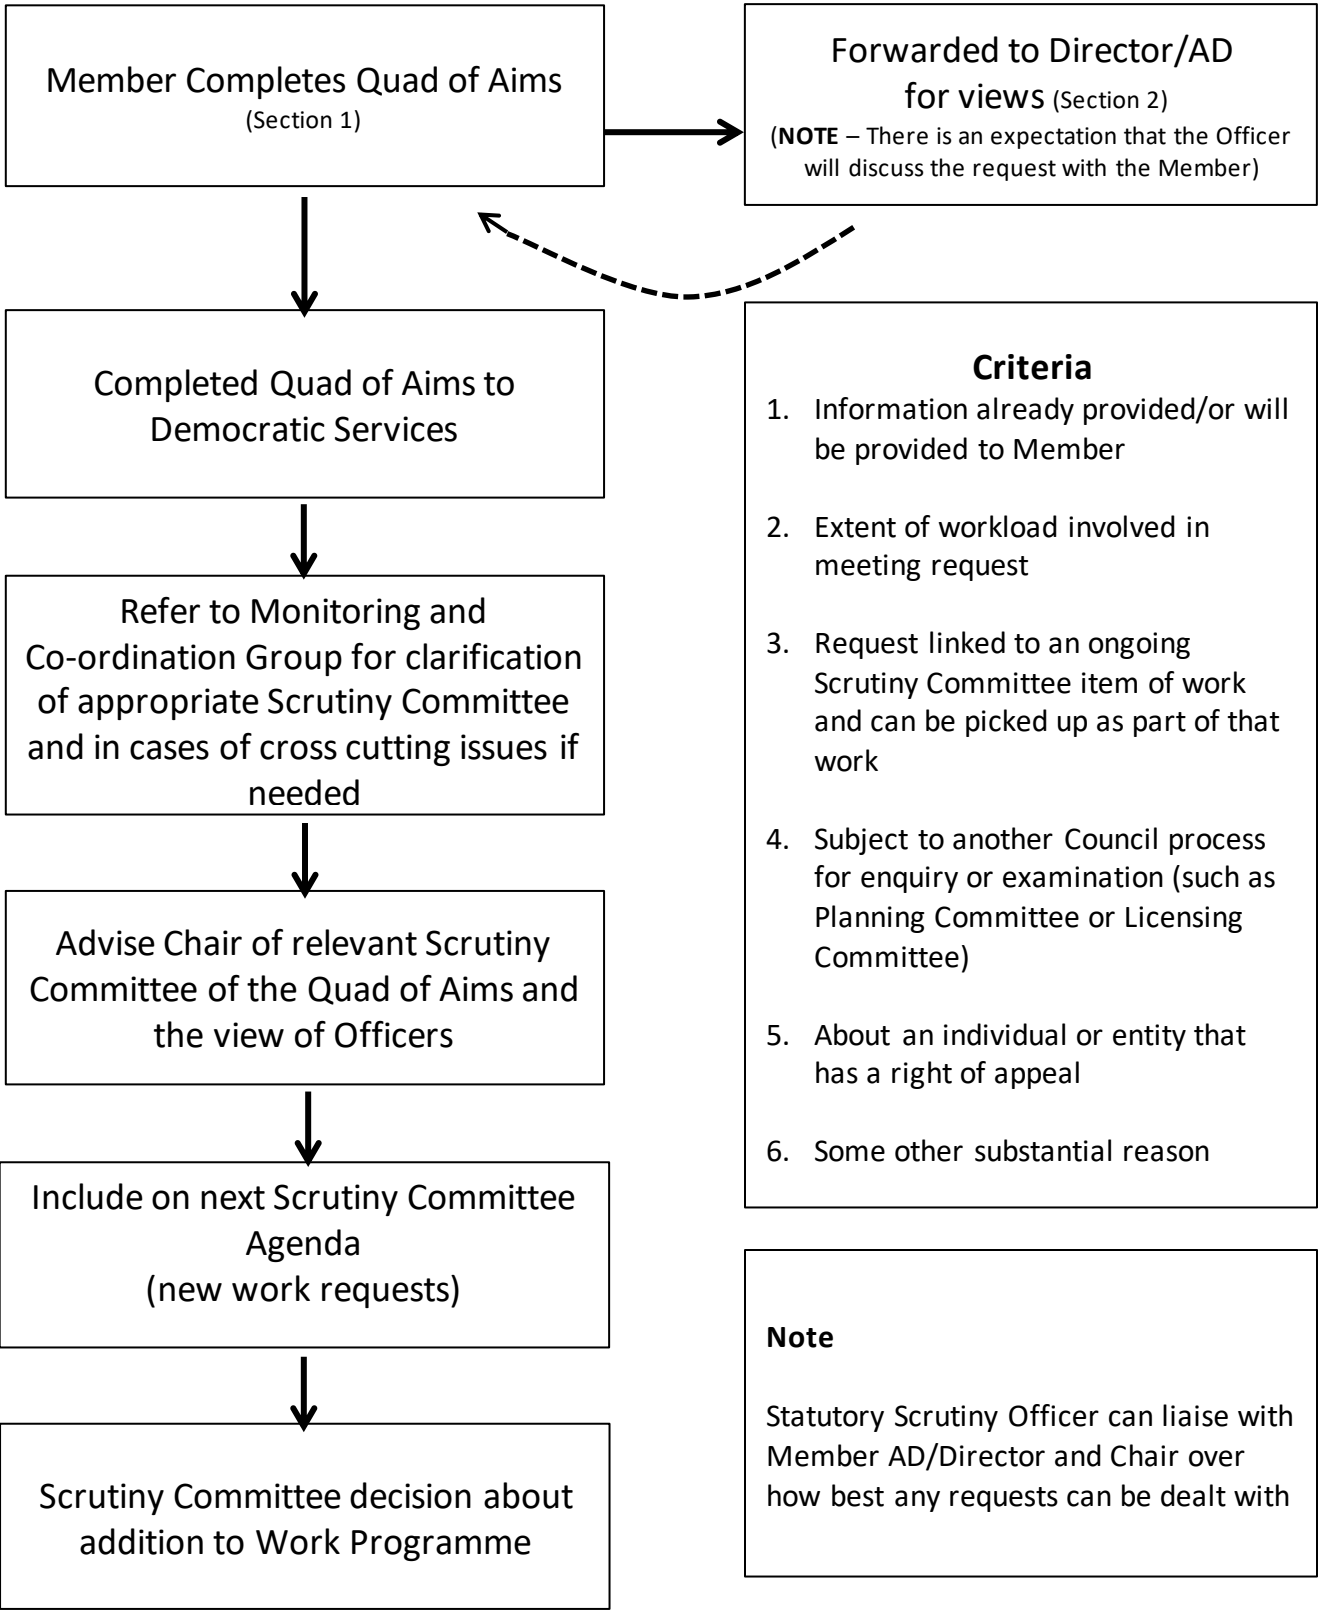 Member Completes Quad of Aims
(Section 1)
Forwarded to Director/AD
for views (Section 2)
(NOTE – There is an expectation that the Officer
will discuss the request with the Member)
Completed Quad of Aims to
Democratic Services
Refer to Monitoring and
Co-ordination Group for clarification
of appropriate Scrutiny Committee
and in cases of cross cutting issues if
needed
Advise Chair of relevant Scrutiny
Committee of the Quad of Aims and
the view of Officers
Include on next Scrutiny Committee
Agenda
(new work requests)
Scrutiny Committee decision about
addition to Work Programme
Criteria
1. Information already provided/or will
be provided to Member
2. Extent of workload involved in
meeting request
3. Request linked to an ongoing
Scrutiny Committee item of work
and can be picked up as part of that
work
4. Subject to another Council process
for enquiry or examination (such as
Planning Committee or Licensing
Committee)
5. About an individual or entity that
has a right of appeal
6. Some other substantial reason
Note
Statutory Scrutiny Officer can liaise with
Member AD/Director and Chair over
how best any requests can be dealt with